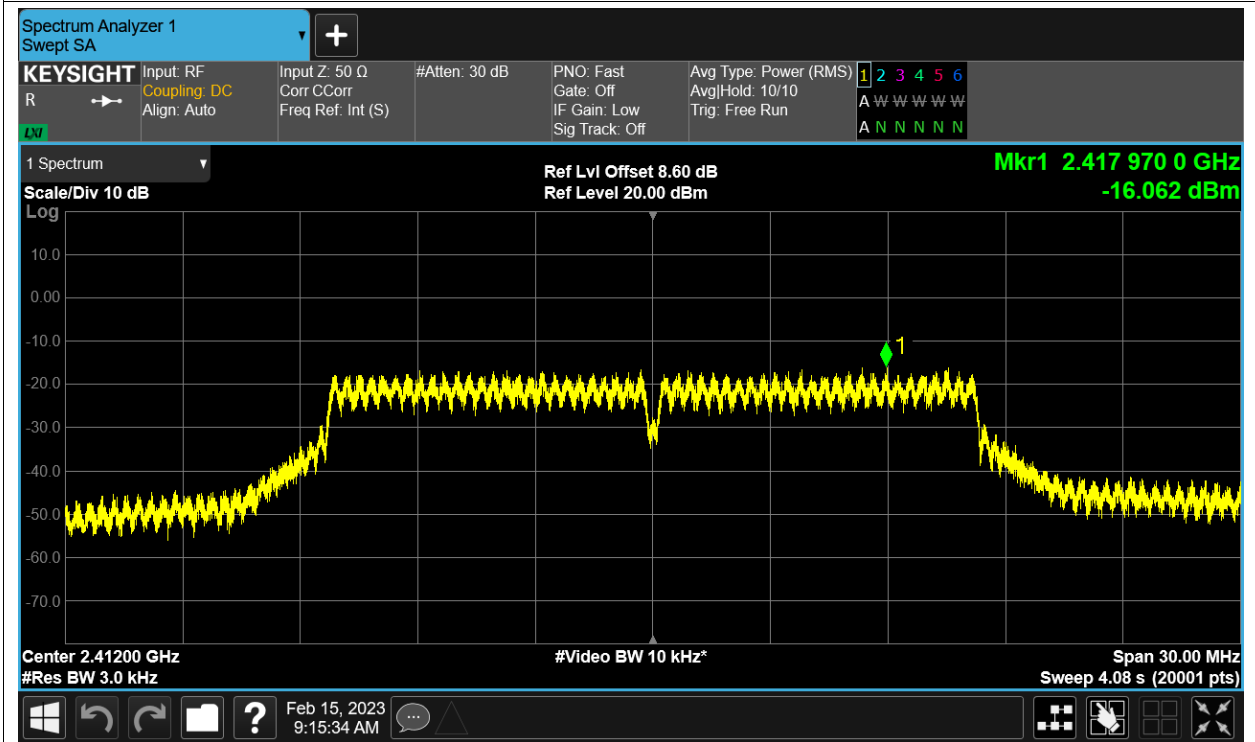 Spectrum Analyzer 1
Swept SA
▼
+
KEYSIGHT
R
LXI
Input: RF
Coupling: DC
Align: Auto
Input Z: 50 Ω
Corr CCorr
Freq Ref: Int (S)
#Atten: 30 dB
PNO: Fast
Gate: Off
IF Gain: Low
Sig Track: Off
Avg Type: Power (RMS)
Avg|Hold: 10/10
Trig: Free Run
1 2 3 4 5 6
A W W W W W
A N N N N N
1 Spectrum ▼
Scale/Div 10 dB
Log
Ref Lvl Offset 8.60 dB
Ref Level 20.00 dBm
Mkr1 2.417 970 0 GHz
-16.062 dBm
10.0
0.00
-10.0
1
-20.0
-30.0
-40.0
-50.0
-60.0
-70.0
Center 2.41200 GHz
#Res BW 3.0 kHz
#Video BW 10 kHz*
Span 30.00 MHz
Sweep 4.08 s (20001 pts)
?
Feb 15, 2023
9:15:34 AM